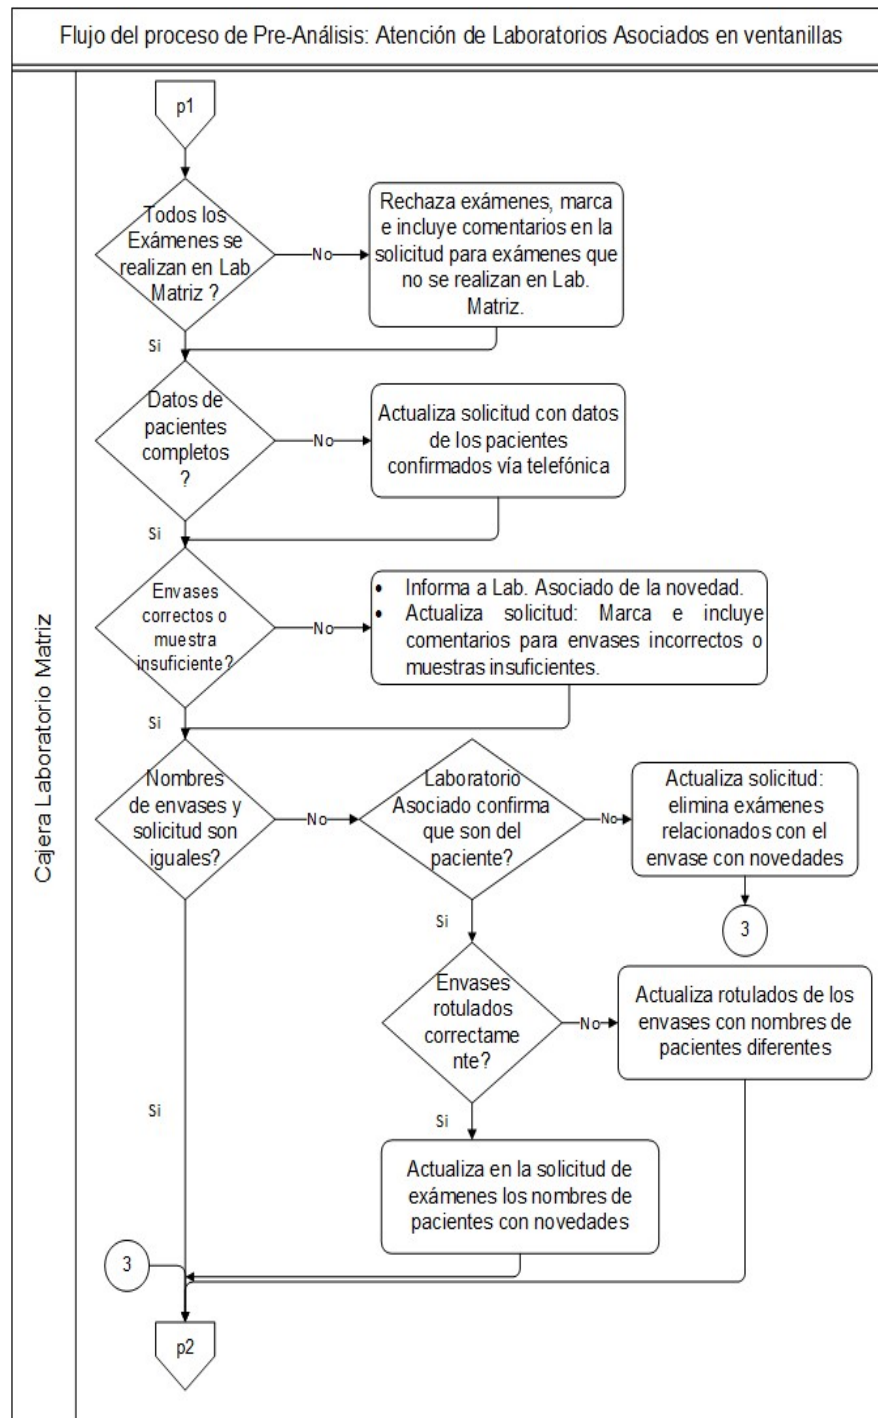 Flujo del proceso de Pre-Análisis: Atención de Laboratorios Asociados en ventanillas
Cajera Laboratorio Matriz
p1
Todos los
Exámenes se
realizan en Lab
Matriz ?
No
Rechaza exámenes, marca
e incluye comentarios en la
solicitud para exámenes que
no se realizan en Lab.
Matriz.
Si
Datos de
pacientes
completos
?
No
Actualiza solicitud con datos
de los pacientes
confirmados vía telefónica
Si
Envases
correctos o
muestra
insuficiente?
No
• Informa a Lab. Asociado de la novedad.
• Actualiza solicitud: Marca e incluye
comentarios para envases incorrectos o
muestras insuficientes.
Si
Nombres
de envases y
solicitud son
iguales?
No
Laboratorio
Asociado confirma
que son del
paciente?
No
Actualiza solicitud:
elimina exámenes
relacionados con el
envase con novedades
3
Si
Envases
rotulados
correctame
nte?
No
Actualiza rotulados de los
envases con nombres de
pacientes diferentes
Si
Si
Actualiza en la solicitud de
exámenes los nombres de
pacientes con novedades
3
p2